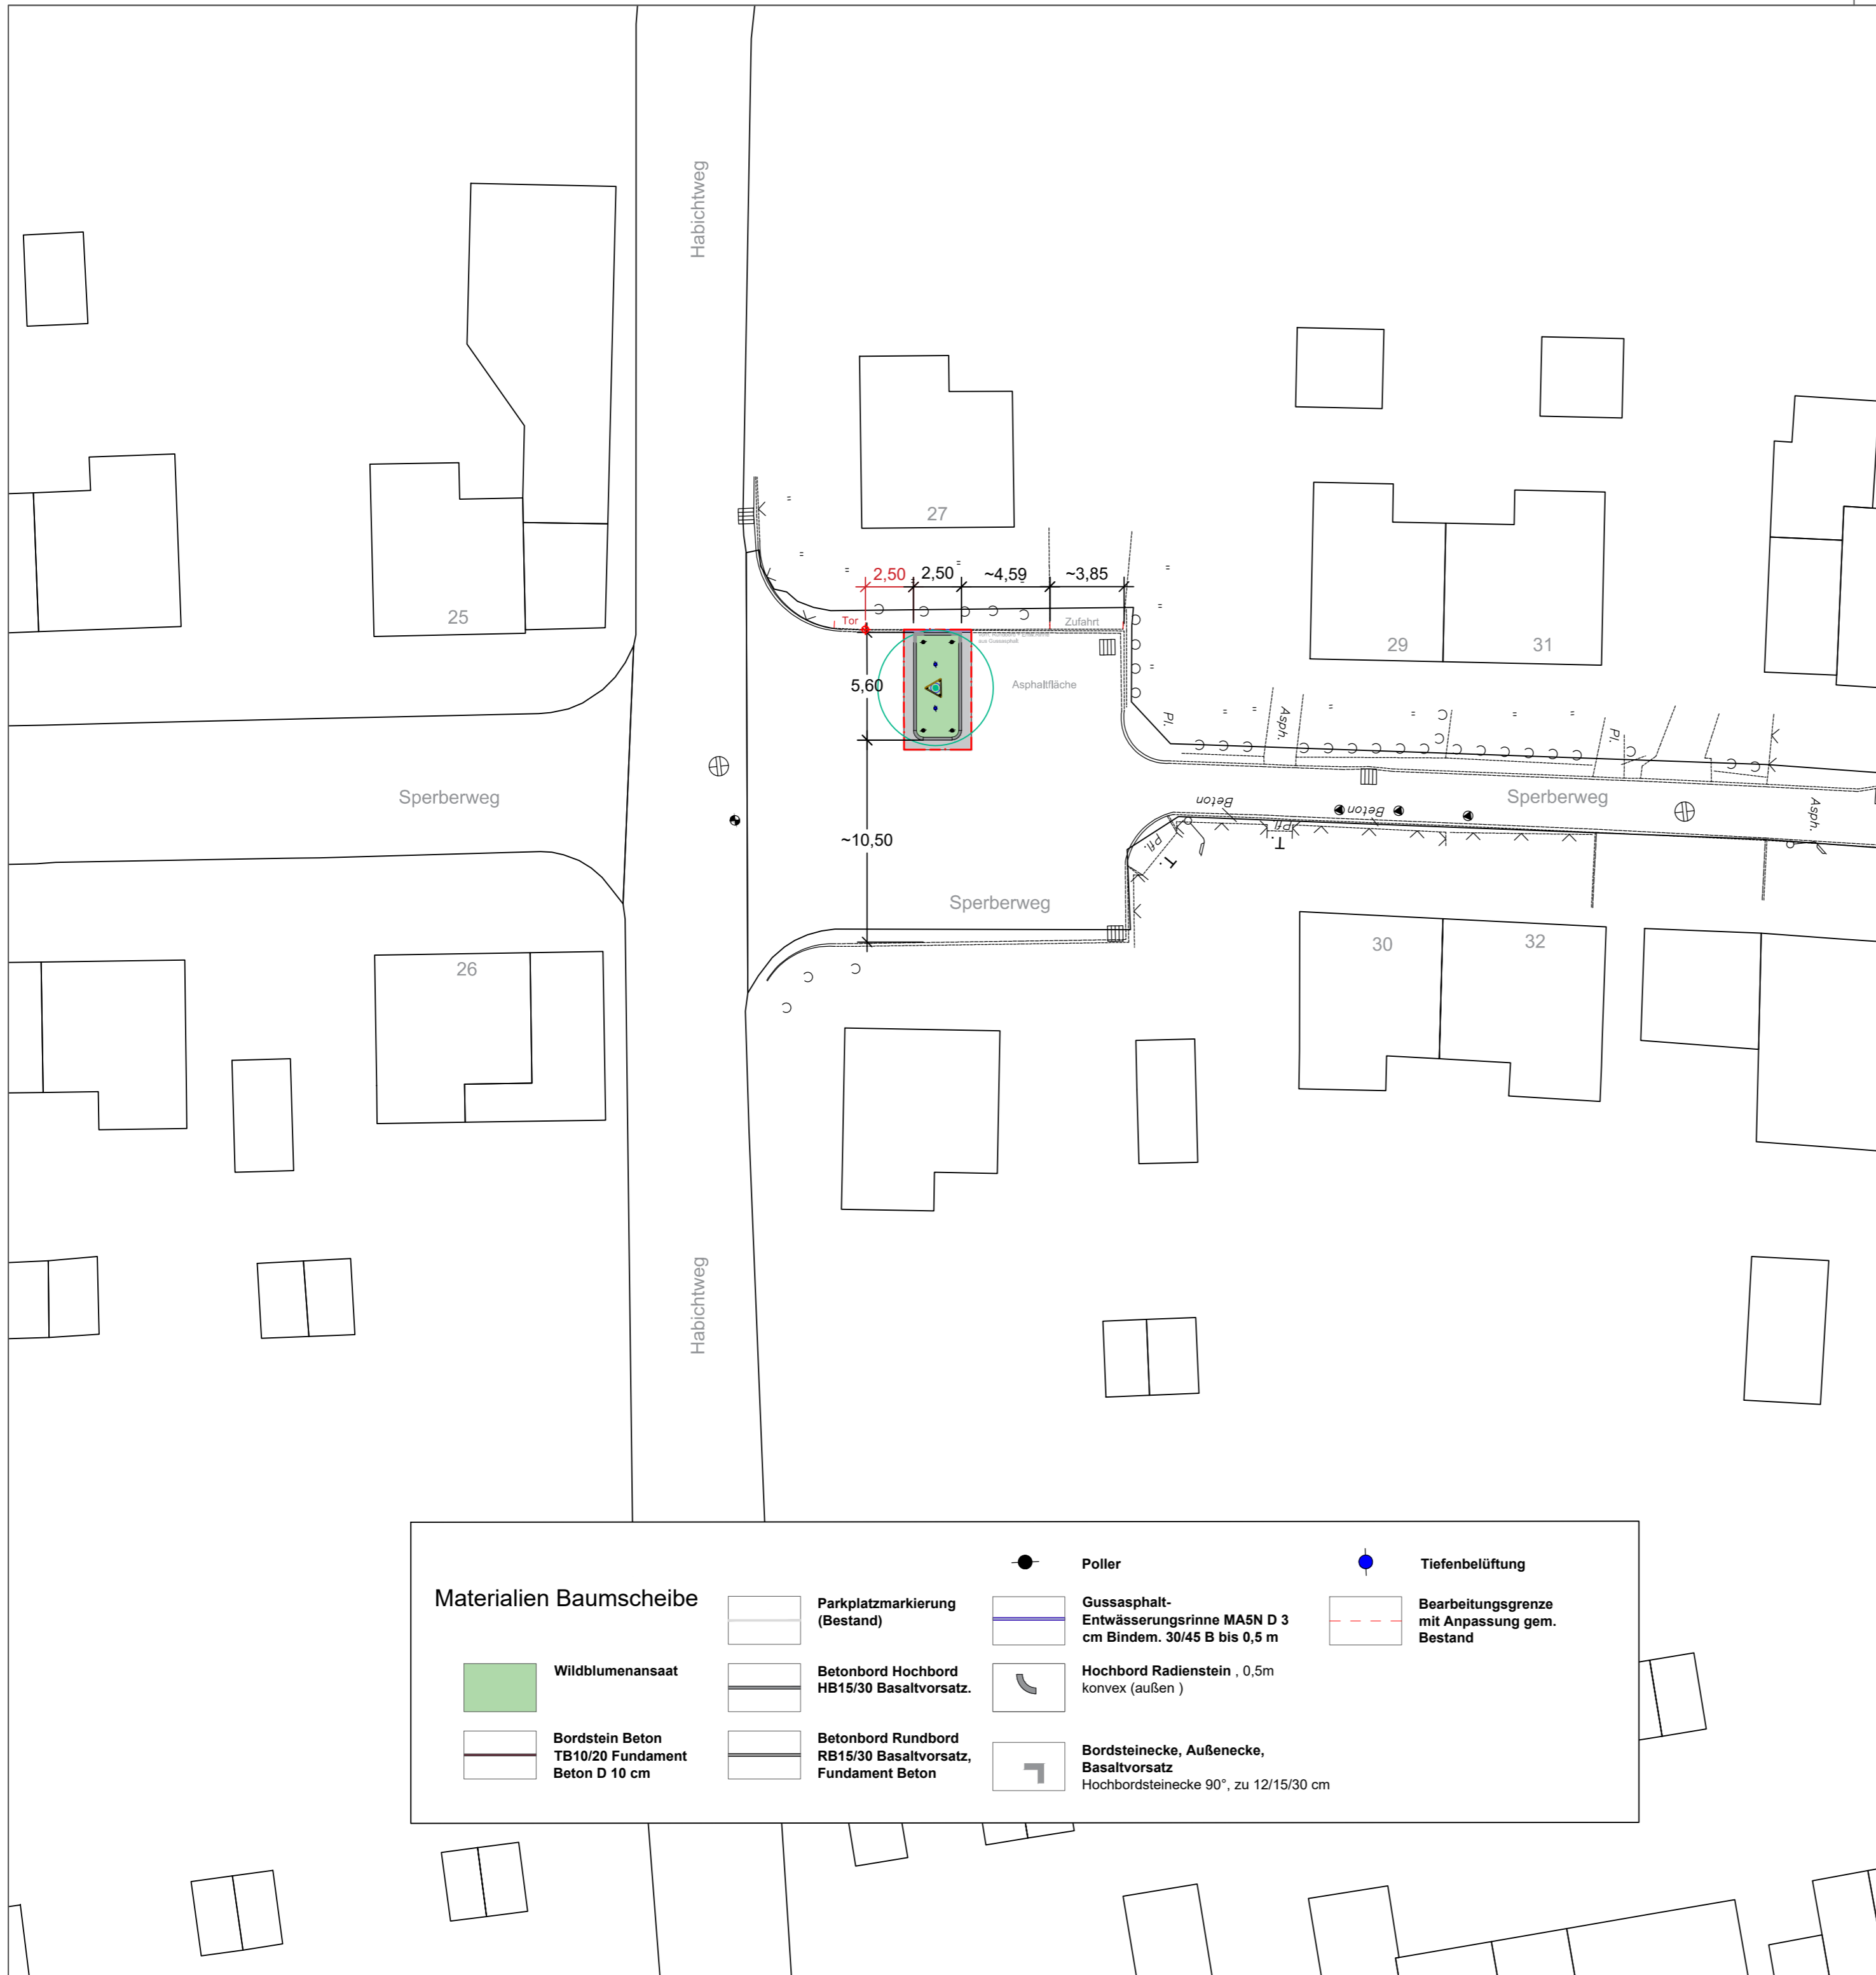 Habichtweg
27
25
2,50
2,50
~4,59
~3,85
Tor
Zufahrt
aus Gussasphalt
5,60
Asphaltfläche
29
31
Pl.
Asph.
Pl.
Sperberweg
Beton
Beton
Sperberweg
Asph.
Pfl.
Pfl.
T.
T.
~10,50
Sperberweg
26
30
32
Habichtweg
Materialien Baumscheibe
Wildblumenansaat
Bordstein Beton
TB10/20 Fundament
Beton D 10 cm
Parkplatzmarkierung
(Bestand)
Betonbord Hochbord
HB15/30 Basaltvorsatz.
Betonbord Rundbord
RB15/30 Basaltvorsatz,
Fundament Beton
Poller
Gussasphalt-
Entwässerungsrinne MA5N D 3
cm Bindem. 30/45 B bis 0,5 m
Hochbord Radienstein , 0,5m
konvex (außen )
Bordsteinecke, Außenecke,
Basaltvorsatz
Hochbordsteinecke 90°, zu 12/15/30 cm
Tiefenbelüftung
Bearbeitungsgrenze
mit Anpassung gem.
Bestand